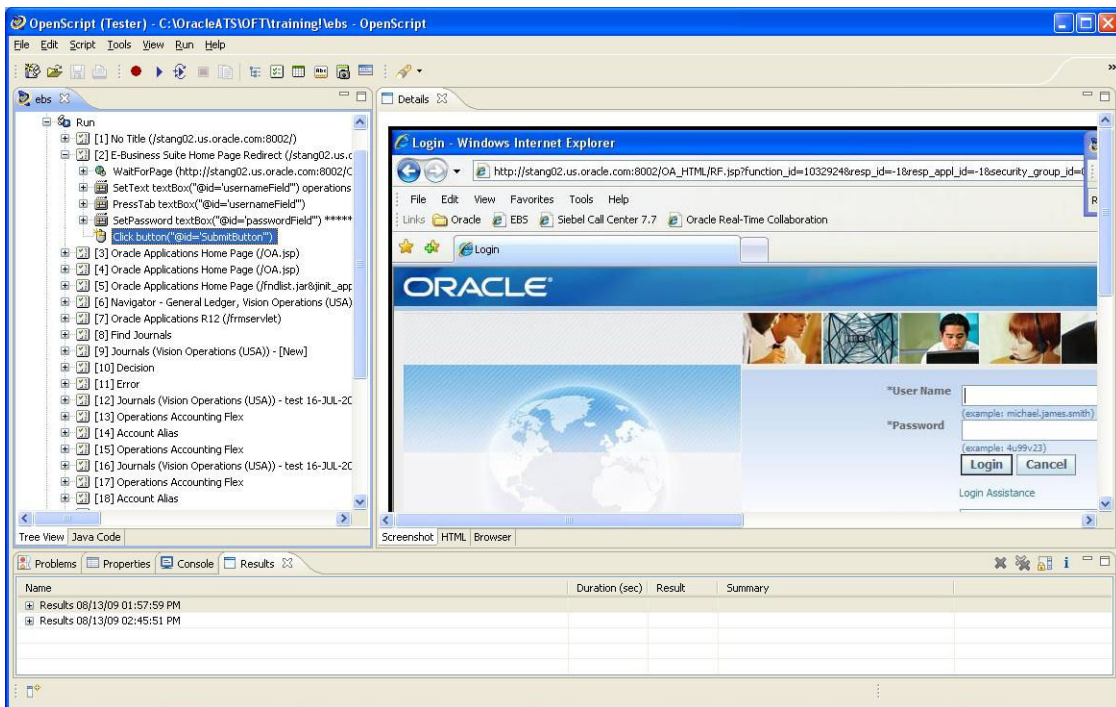 OpenScript (Tester) - C:\OracleATS\OFT\training!\ebs - OpenScript
File Edit Script Tools View Run Help
ebs
Run
[1] No Title (/stang02.us.oracle.com:8002/)
[2] E-Business Suite Home Page Redirect (/stang02.us.c
WaitForPage (http://stang02.us.oracle.com:8002/C
SetText textBox("@id='usernameField'") operations
PressTab textBox("@id='usernameField'")
SetPassword textBox("@id='passwordField'") *****
Click button("@id='SubmitButton'")
[3] Oracle Applications Home Page (/OA.jsp)
[4] Oracle Applications Home Page (/OA.jsp)
[5] Oracle Applications Home Page (/fndlist.jar&jinit_app
[6] Navigator - General Ledger, Vision Operations (USA)
[7] Oracle Applications R12 (/frmservlet)
[8] Find Journals
[9] Journals (Vision Operations (USA)) - [New]
[10] Decision
[11] Error
[12] Journals (Vision Operations (USA)) - test 16-JUL-20
[13] Operations Accounting Flex
[14] Account Alias
[15] Operations Accounting Flex
[16] Journals (Vision Operations (USA)) - test 16-JUL-20
[17] Operations Accounting Flex
[18] Account Alias
Tree View Java Code
Details
Login - Windows Internet Explorer
http://stang02.us.oracle.com:8002/OA_HTML/RF.jsp?function_id=1032924&resp_id=-1&resp_appl_id=-1&security_group_id=
File Edit View Favorites Tools Help
Links Oracle EBS Siebel Call Center 7.7 Oracle Real-Time Collaboration
Login
ORACLE
*User Name
(example: michael.james.smith)
*Password
(example: 4u99v23)
Login Cancel
Login Assistance
Screenshot HTML Browser
Problems Properties Console Results
Name Duration (sec) Result Summary
Results 08/13/09 01:57:59 PM
Results 08/13/09 02:45:51 PM